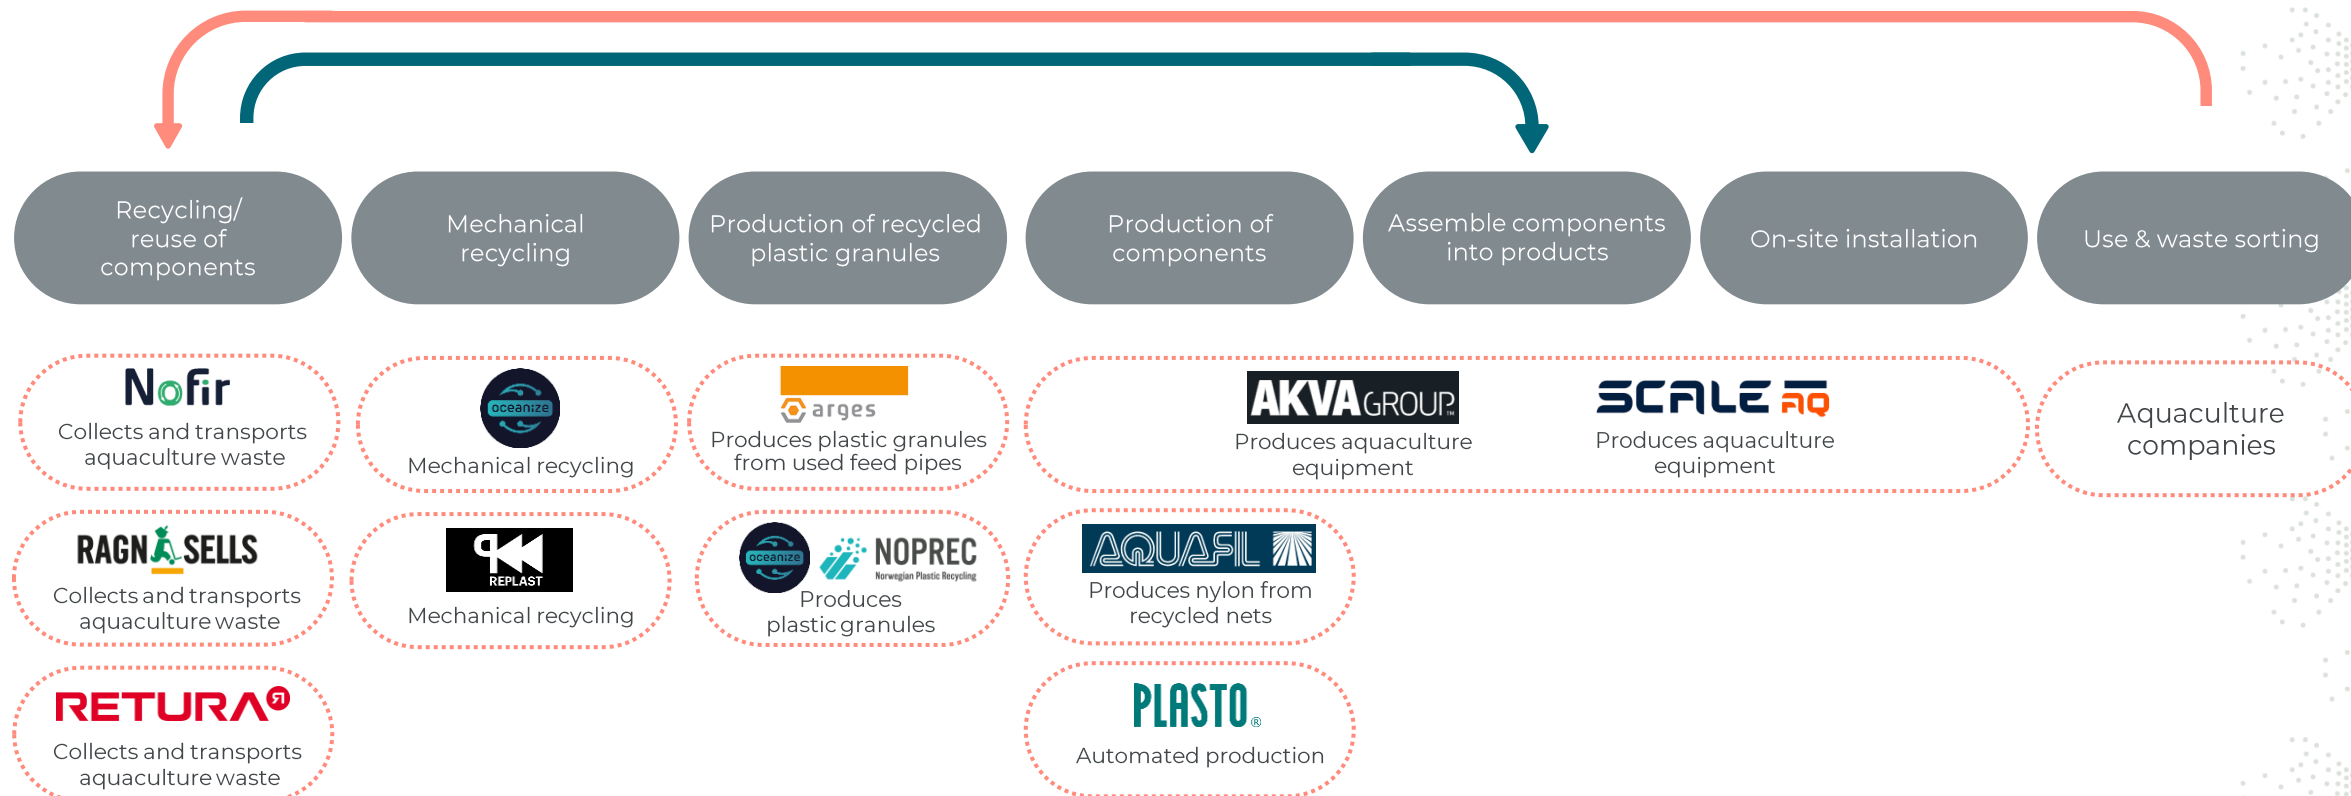 Recycling/
reuse of
components
Mechanical
recycling
Production of recycled
plastic granules
Production of
components
Assemble components
into products
On-site installation
Use & waste sorting
Nofir
Collects and transports
aquaculture waste
RAGN SELLS
Collects and transports
aquaculture waste
RETURA
Collects and transports
aquaculture waste
oceanize
Mechanical recycling
REPLAST
Mechanical recycling
arges
Produces plastic granules
from used feed pipes
oceanize
NOPREC
Norwegian Plastic Recycling
Produces
plastic granules
AKVA GROUP™
Produces aquaculture
equipment
SCALE AQ
Produces aquaculture
equipment
AQUAFIL
Produces nylon from
recycled nets
PLASTO®
Automated production
Aquaculture
companies